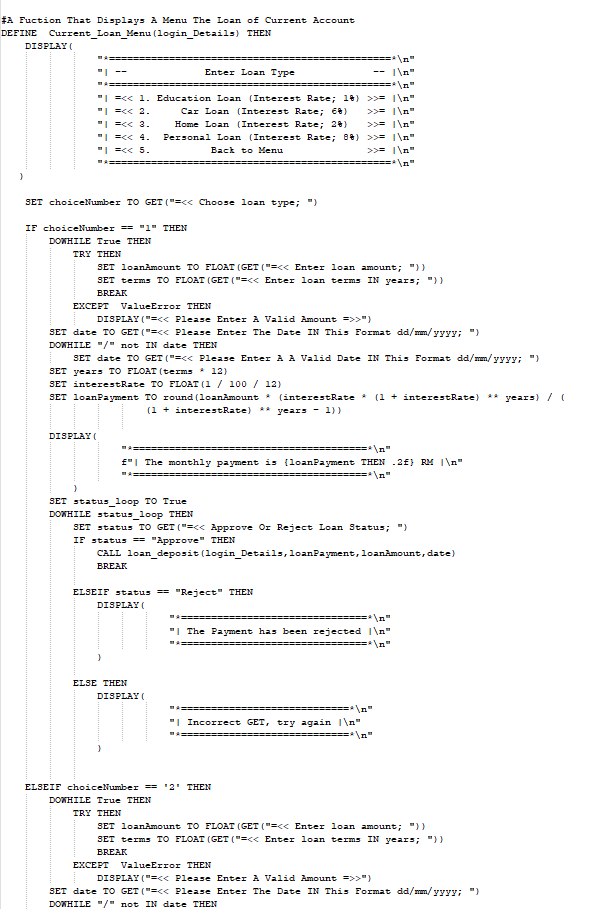 #A Fuction That Displays A Menu The Loan of Current Account
DEFINE  Current_Loan_Menu(login_Details) THEN
    DISPLAY(
                "*===============================================*\n"
                "| --             Enter Loan Type             -- |\n"
                "*===============================================*\n"
                "| =<< 1. Education Loan (Interest Rate; 1%) >>= |\n"
                "| =<< 2.     Car Loan (Interest Rate; 6%)   >>= |\n"
                "| =<< 3.    Home Loan (Interest Rate; 2%)   >>= |\n"
                "| =<< 4.  Personal Loan (Interest Rate; 8%) >>= |\n"
                "| =<< 5.          Back to Menu              >>= |\n"
                "*===============================================*\n"
    )
    SET choiceNumber TO GET("=<< Choose loan type; ")
    IF choiceNumber == "1" THEN
        DOWHILE True THEN
            TRY THEN
                SET loanAmount TO FLOAT(GET("=<< Enter loan amount; "))
                SET terms TO FLOAT(GET("=<< Enter loan terms IN years; "))
                BREAK
            EXCEPT  ValueError THEN
                DISPLAY("=<< Please Enter A Valid Amount =>>")
        SET date TO GET("=<< Please Enter The Date IN This Format dd/mm/yyyy; ")
        DOWHILE "/" not IN date THEN
            SET date TO GET("=<< Please Enter A A Valid Date IN This Format dd/mm/yyyy; ")
        SET years TO FLOAT(terms * 12)
        SET interestRate TO FLOAT(1 / 100 / 12)
        SET loanPayment TO round(loanAmount * (interestRate * (1 + interestRate) ** years) / (
                        (1 + interestRate) ** years - 1))
        DISPLAY(
                    "*=======================================*\n"
                    f"| The monthly payment is {loanPayment THEN .2f} RM |\n"
                    "*=======================================*\n"
            )
        SET status_loop TO True
        DOWHILE status_loop THEN
            SET status TO GET("=<< Approve Or Reject Loan Status; ")
            IF status == "Approve" THEN
                CALL loan_deposit(login_Details,loanPayment,loanAmount,date)
                BREAK
            ELSEIF status == "Reject" THEN
                DISPLAY(
                            "*===============================*\n"
                            "| The Payment has been rejected |\n"
                            "*===============================*\n"
                )
            ELSE THEN
                DISPLAY(
                            "*============================*\n"
                            "| Incorrect GET, try again |\n"
                            "*============================*\n"
                )
    ELSEIF choiceNumber == '2' THEN
        DOWHILE True THEN
            TRY THEN
                SET loanAmount TO FLOAT(GET("=<< Enter loan amount; "))
                SET terms TO FLOAT(GET("=<< Enter loan terms IN years; "))
                BREAK
            EXCEPT  ValueError THEN
                DISPLAY("=<< Please Enter A Valid Amount =>>")
        SET date TO GET("=<< Please Enter The Date IN This Format dd/mm/yyyy; ")
        DOWHILE "/" not IN date THEN